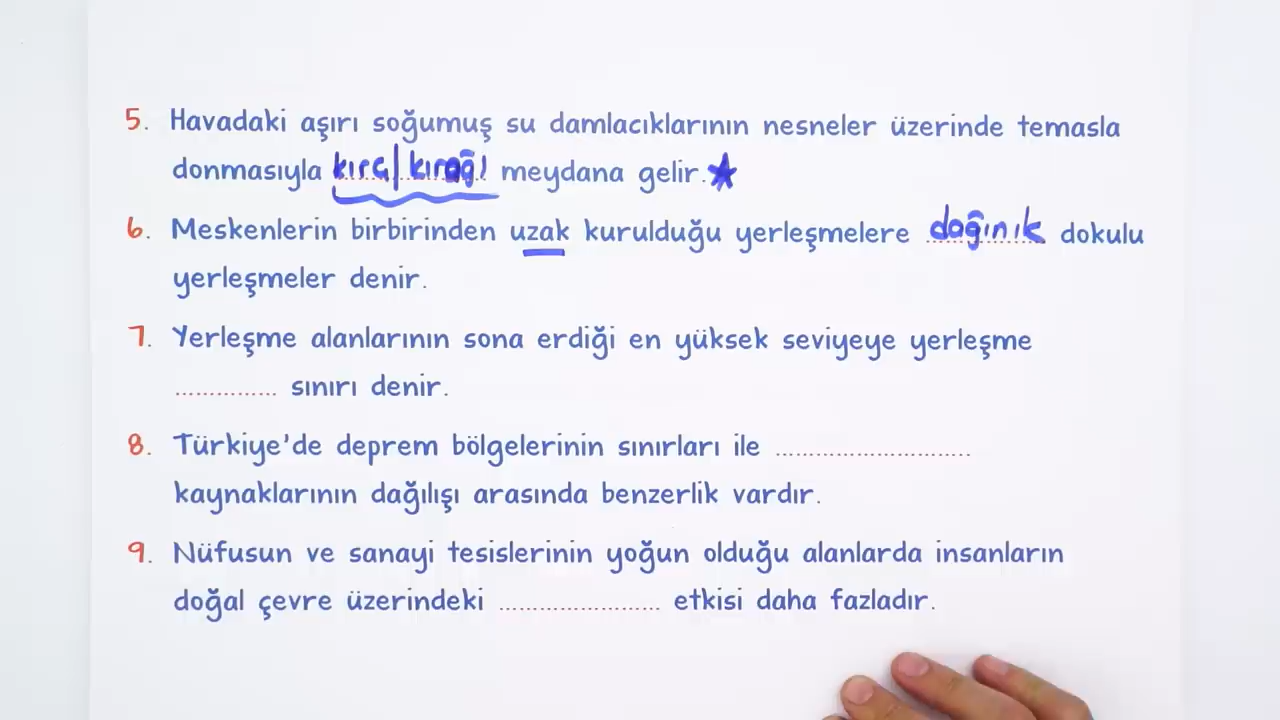 5. Havadaki aşırı soğumuş su damlacıklarının nesneler üzerinde temasla
donmasıyla kırç/kırağı meydana gelir.
6. Meskenlerin birbirinden uzak kurulduğu yerleşmelere dağınık dokulu
yerleşmeler denir.
7. Yerleşme alanlarının sona erdiği en yüksek seviyeye yerleşme
............. sınırı denir.
8. Türkiye'de deprem bölgelerinin sınırları ile .........................
kaynaklarının dağılışı arasında benzerlik vardır.
9. Nüfusun ve sanayi tesislerinin yoğun olduğu alanlarda insanların
doğal çevre üzerindeki ..................... etkisi daha fazladır.